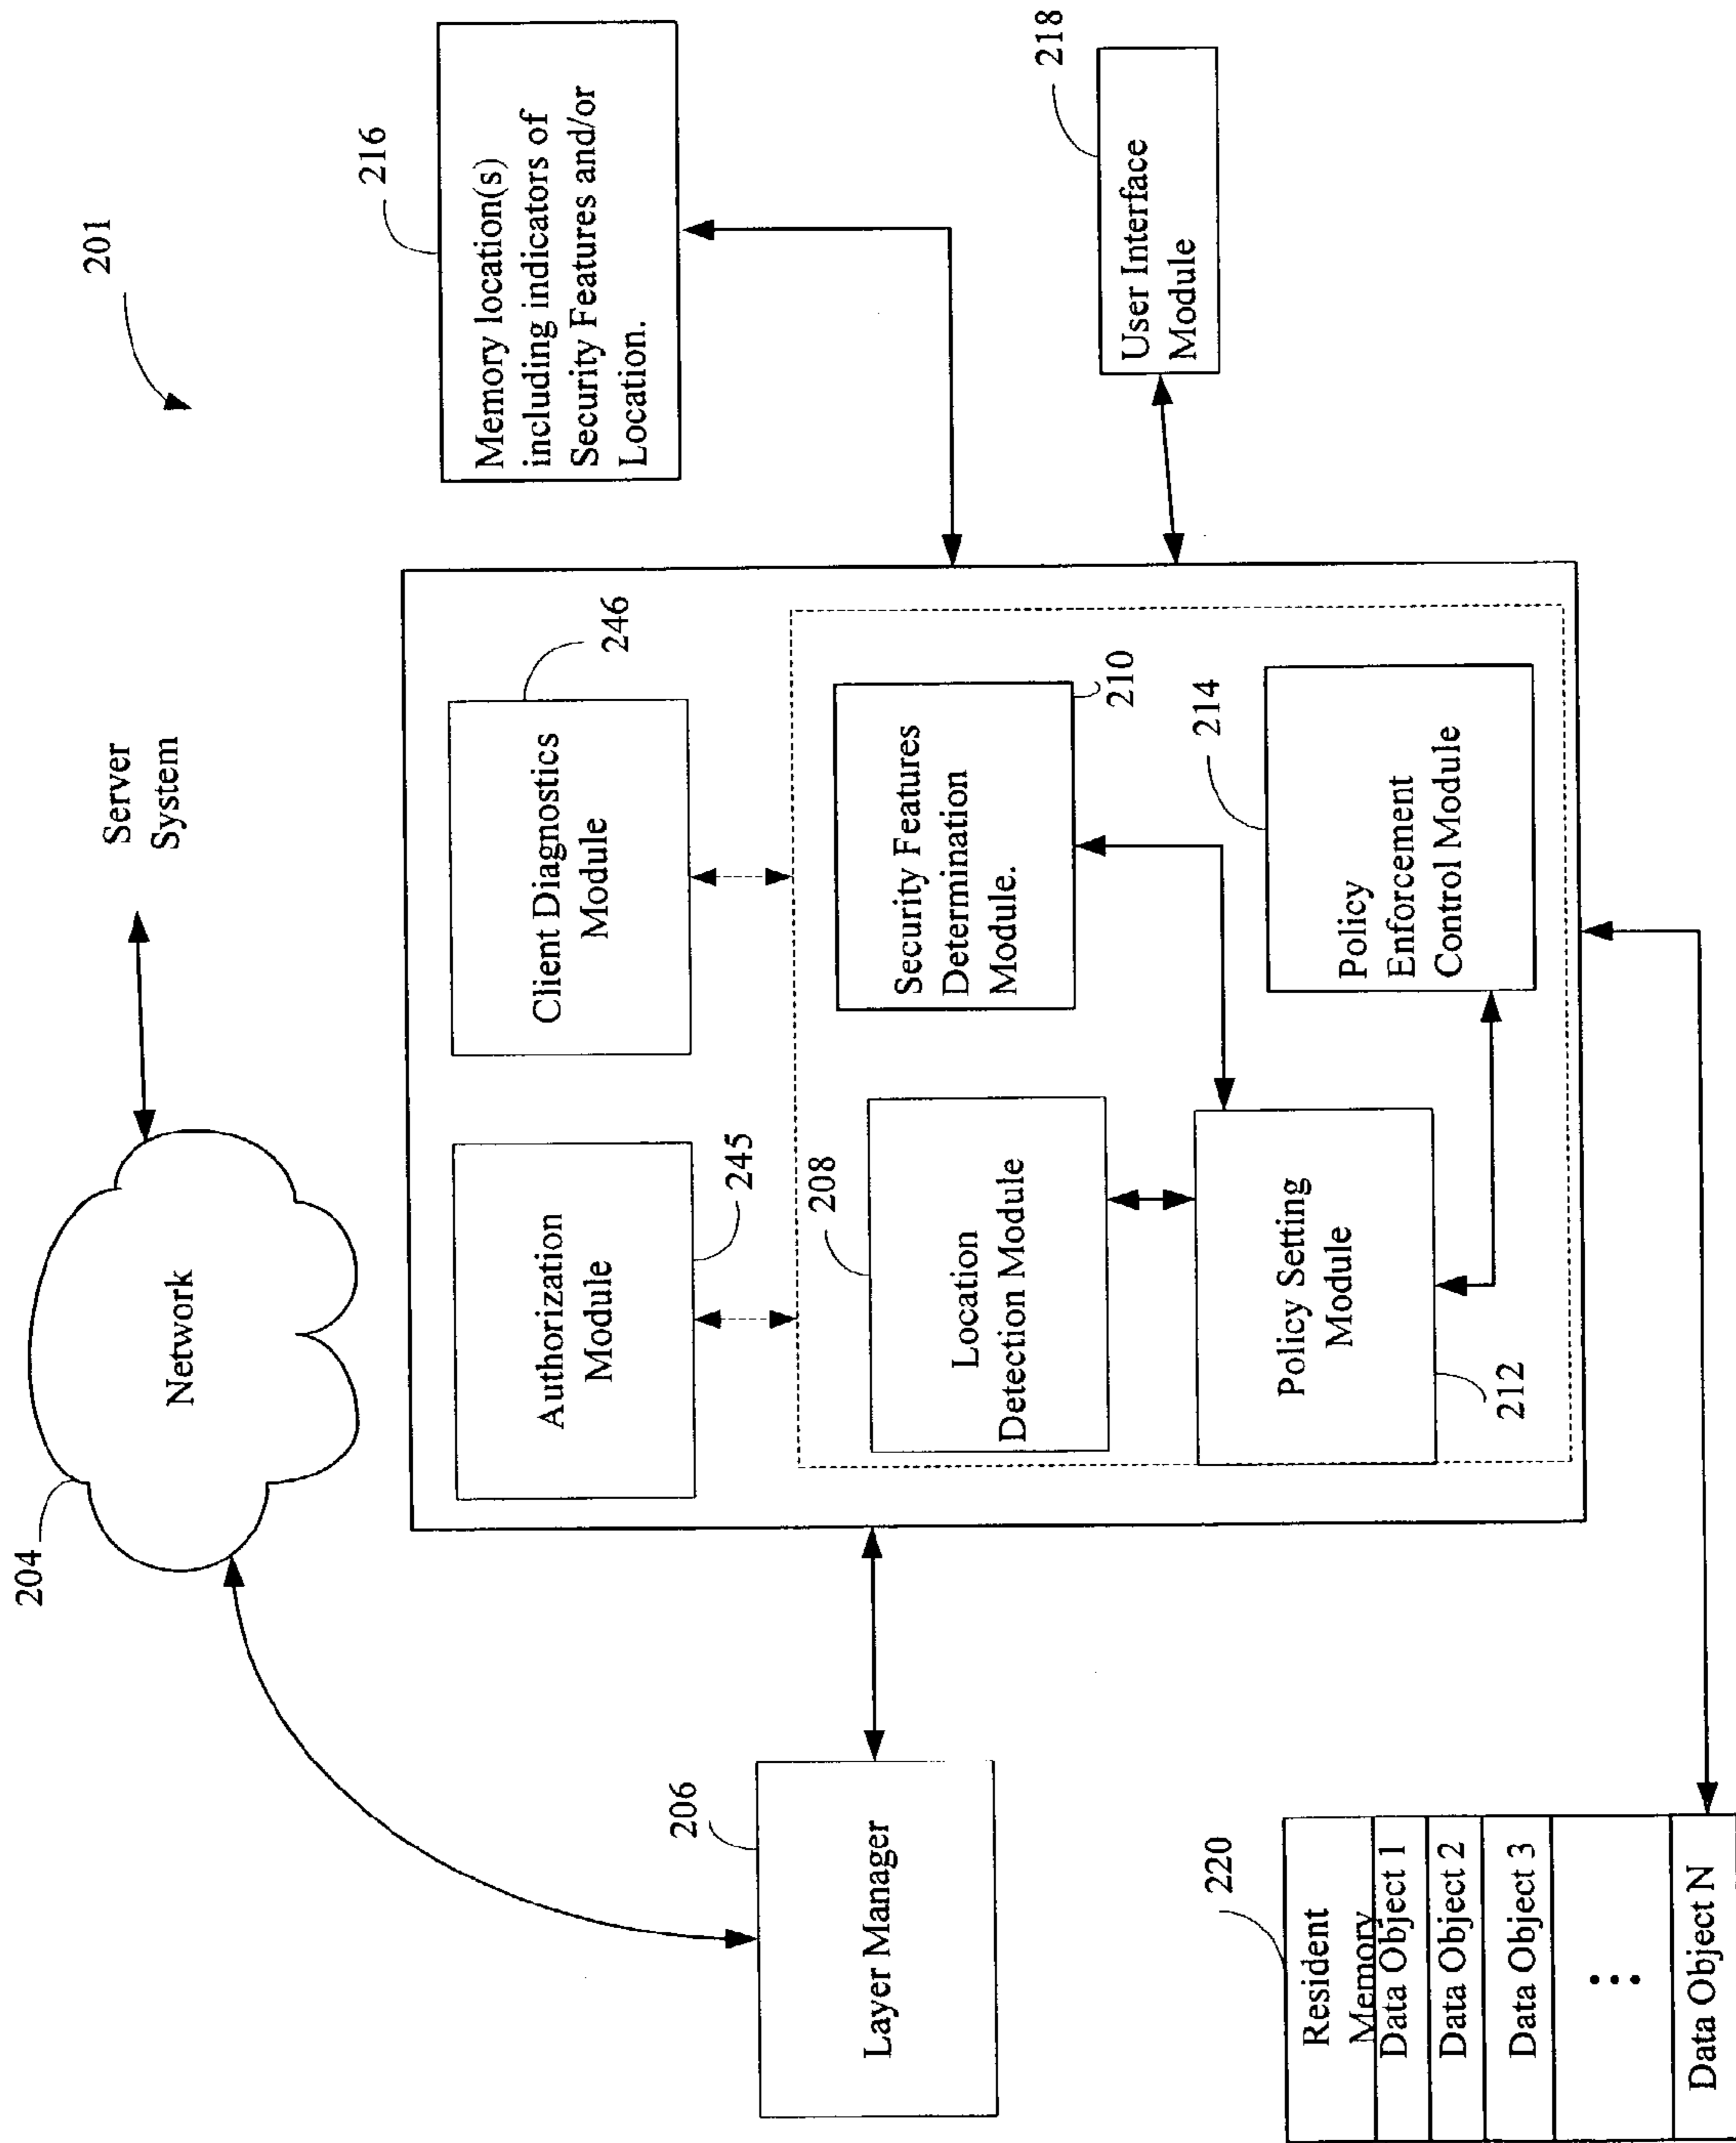 201
Server
System
Network
204
216
Memory location(s)
including indicators of
Security Features and/or
Location.
218
User Interface
Module
Authorization
Module
245
Client Diagnostics
Module
246
208
Location
Detection Module
Security Features
Determination
Module.
210
Policy Setting
Module
212
214
Policy
Enforcement
Control Module
206
Layer Manager
220
Resident
Memory
Data Object 1
Data Object 2
Data Object 3
...
Data Object N